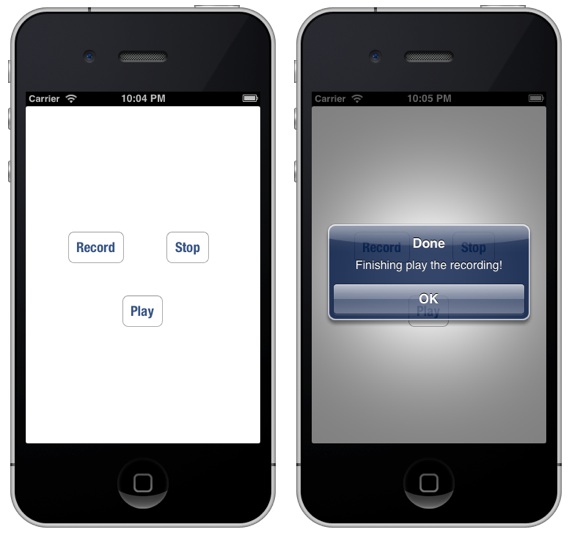 Carrier 10:04 PM
Record Stop
Play
Carrier 10:05 PM
Record Stop
Done
Finishing play the recording!
OK
Play